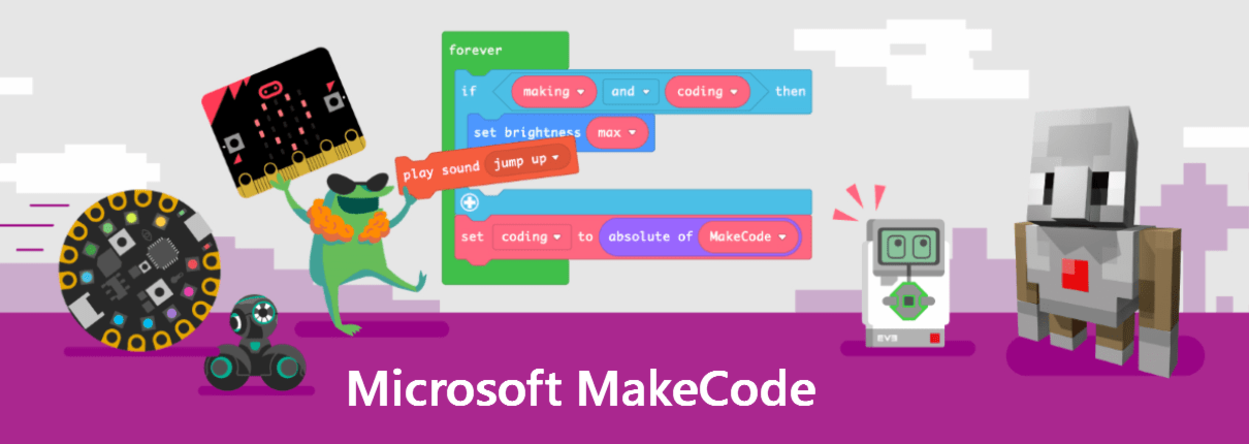 forever
if making and coding then
set brightness max
play sound jump up
set coding to absolute of MakeCode
EV3
Microsoft MakeCode